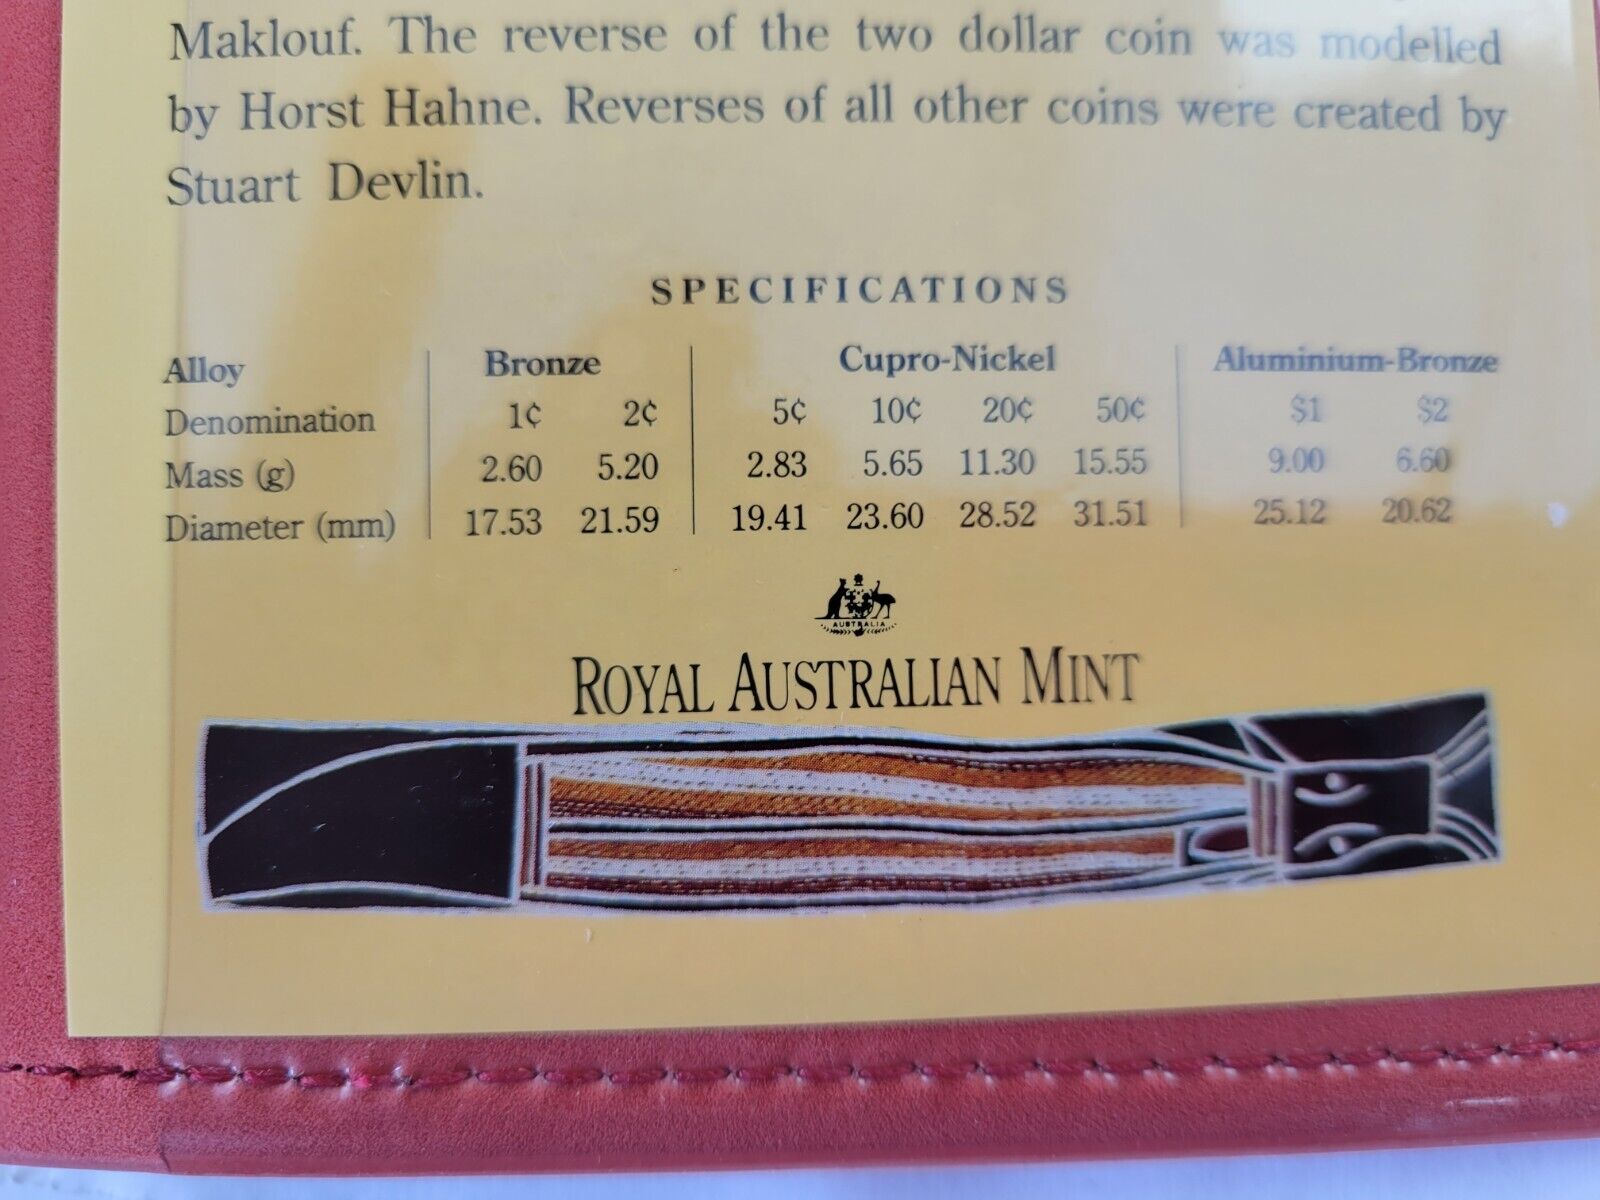 Maklouf. The reverse of the two dollar coin was modelled
by Horst Hahne. Reverses of all other coins were created by
Stuart Devlin.
SPECIFICATIONS
Alloy Bronze Cupro-Nickel Aluminium-Bronze
Denomination 1¢ 2¢ 5¢ 10¢ 20¢ 50¢ $1 $2
Mass (g) 2.60 5.20 2.83 5.65 11.30 15.55 9.00 6.60
Diameter (mm) 17.53 21.59 19.41 23.60 28.52 31.51 25.12 20.62
AUSTRALIA
ROYAL AUSTRALIAN MINT